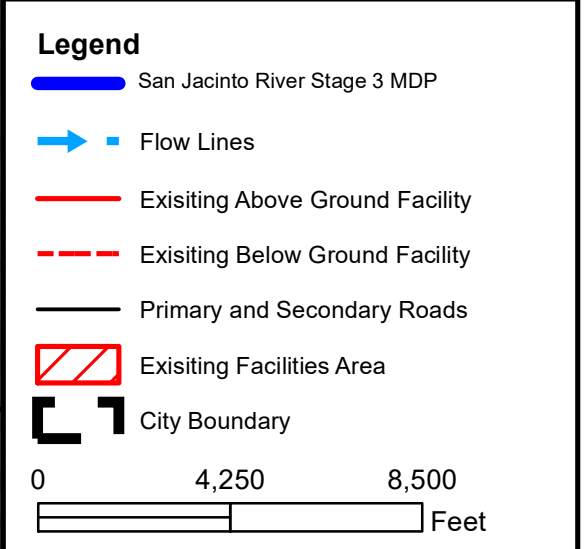 Legend
San Jacinto River Stage 3 MDP
Flow Lines
Exisiting Above Ground Facility
Exisiting Below Ground Facility
Primary and Secondary Roads
Exisiting Facilities Area
City Boundary
0 4,250 8,500
Feet